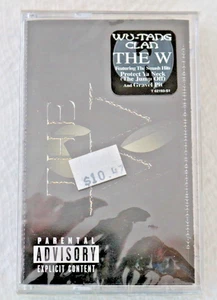 WU-TANG
CLAN
THE W
Featuring The Smash Hits
Protect Ya Neck
(The Jump Off)
And Gravel Pit
THE
PARENTAL
ADVISORY
EXPLICIT CONTENT